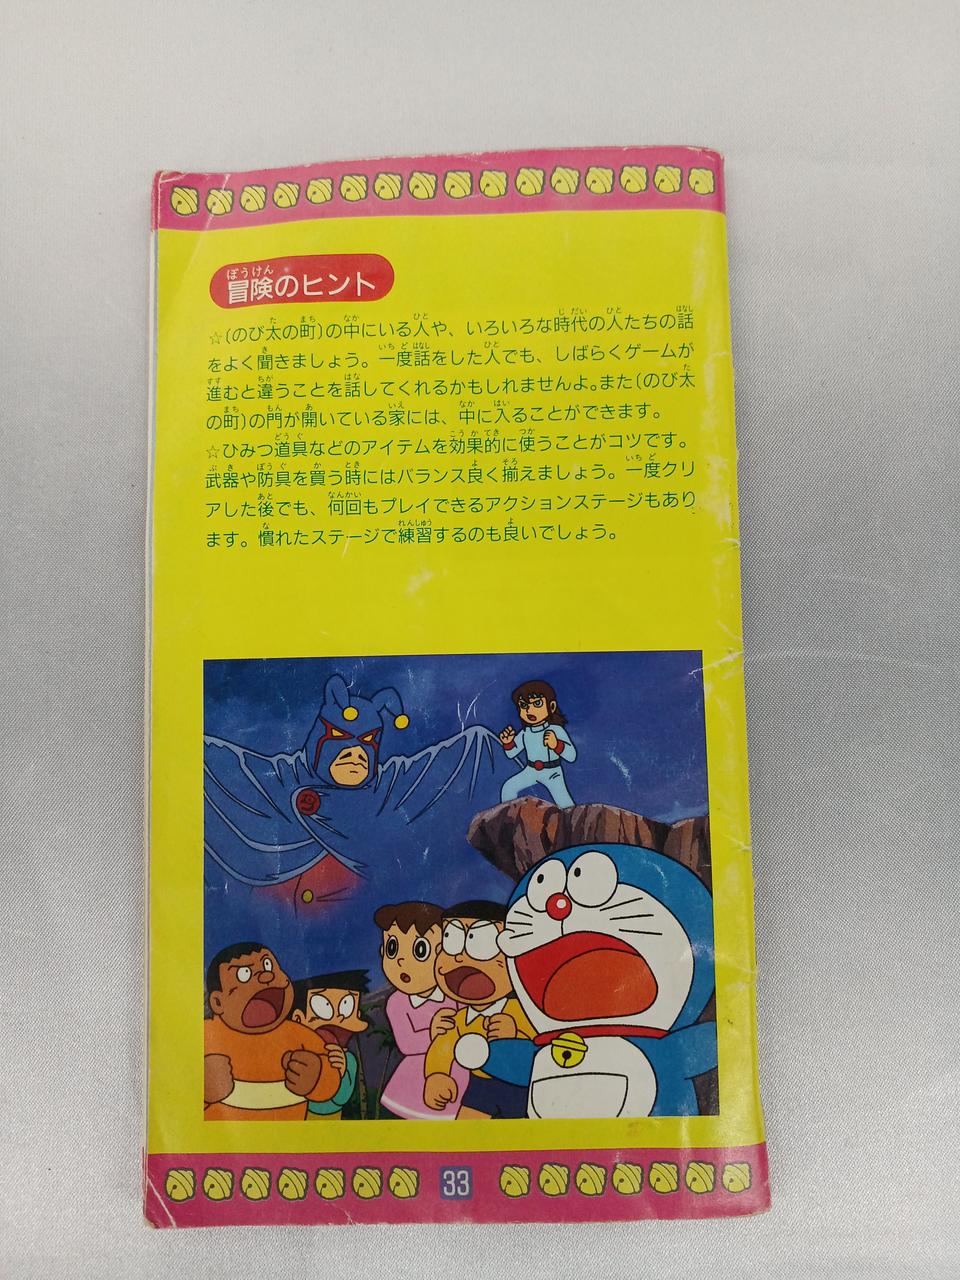 冒険のヒント
☆(のび太の町)の中にいる人や、いろいろな時代の人たちの話
をよく聞きましょう。一度話をした人でも、しばらくゲームが
進むと違うことを話してくれるかもしれませんよ。また(のび太
の町)の門が開いている家には、中に入ることができます。
☆ひみつ道具などのアイテムを効果的に使うことがコツです。
武器や防具を買う時にはバランス良く揃えましょう。一度クリ
アした後でも、何回もプレイできるアクションステージもあり
ます。慣れたステージで練習するのも良いでしょう。
33